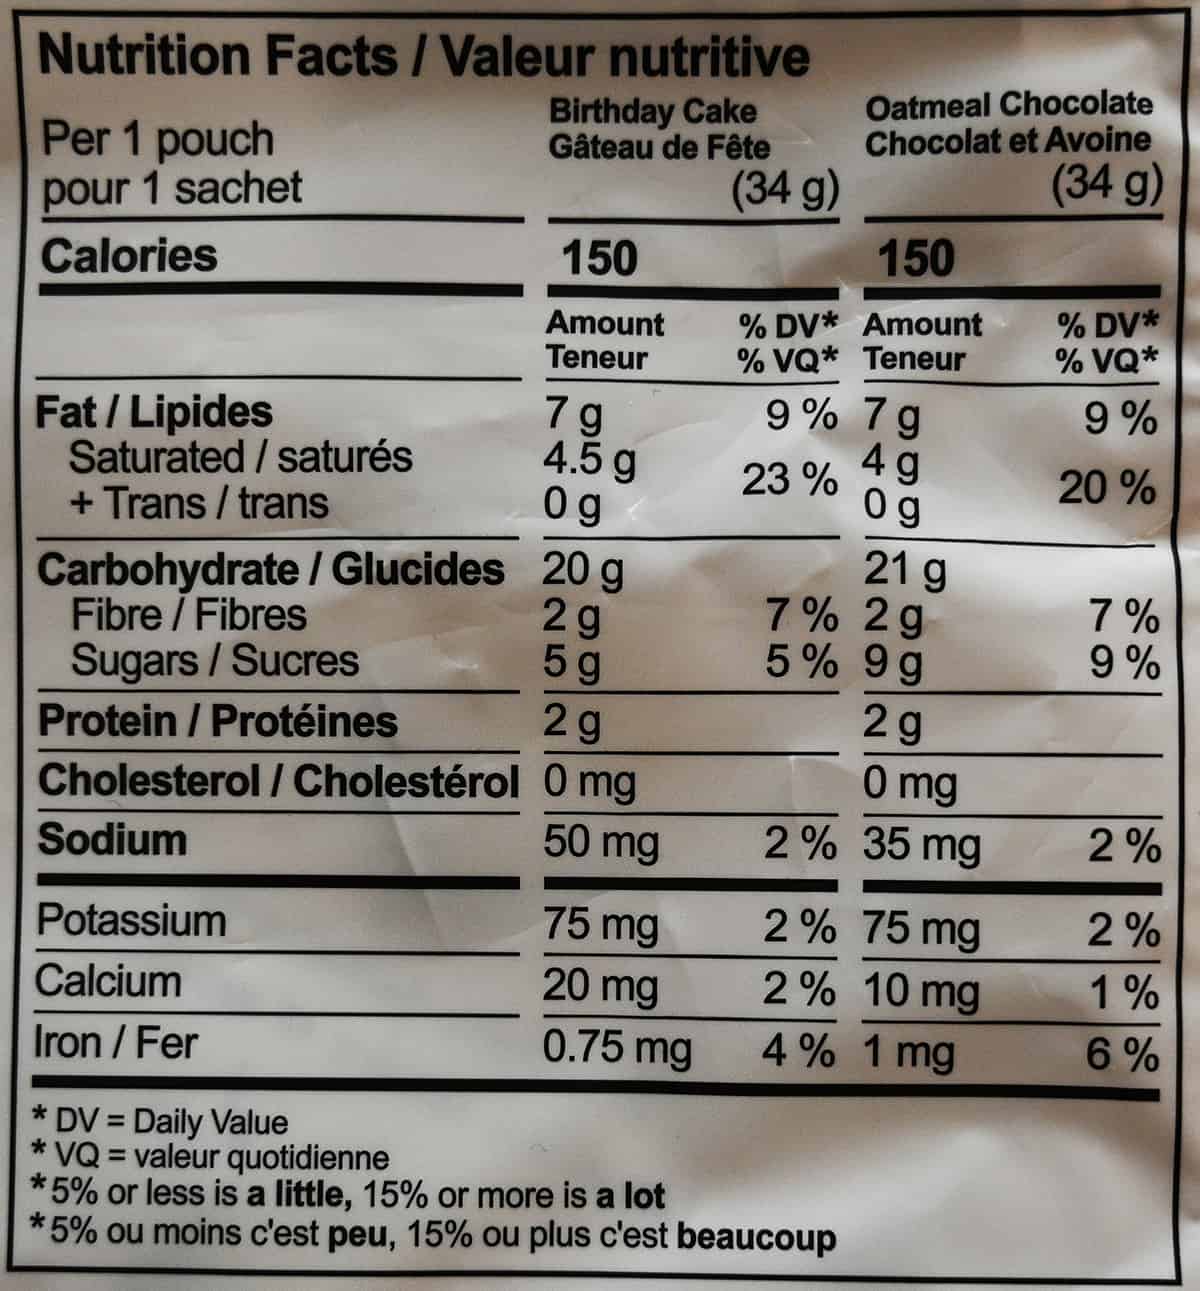 Nutrition Facts / Valeur nutritive
Birthday Cake Oatmeal Chocolate
Per 1 pouch Gâteau de Fête Chocolat et Avoine
pour 1 sachet (34 g) (34 g)
Calories 150 150
Amount % DV* Amount % DV*
Teneur % VQ* Teneur % VQ*
Fat / Lipides 7 g 9 % 7 g 9 %
Saturated / saturés 4.5 g 23 % 4 g 20 %
+ Trans / trans 0 g 0 g
Carbohydrate / Glucides 20 g 21 g
Fibre / Fibres 2 g 7 % 2 g 7 %
Sugars / Sucres 5 g 5 % 9 g 9 %
Protein / Protéines 2 g 2 g
Cholesterol / Cholestérol 0 mg 0 mg
Sodium 50 mg 2 % 35 mg 2 %
Potassium 75 mg 2 % 75 mg 2 %
Calcium 20 mg 2 % 10 mg 1 %
Iron / Fer 0.75 mg 4 % 1 mg 6 %
* DV = Daily Value
* VQ = valeur quotidienne
*5% or less is a little, 15% or more is a lot
*5% ou moins c'est peu, 15% ou plus c'est beaucoup